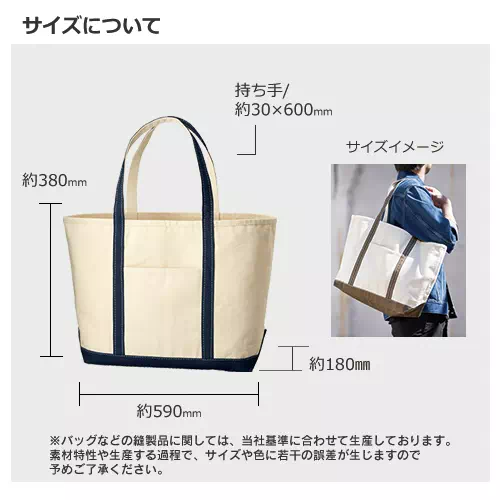 サイズについて
持ち手/
約30×600mm
サイズイメージ
約380mm
約180㎜
約590mm
※バッグなどの縫製品に関しては、当社基準に合わせて生産しております。
素材特性や生産する過程で、サイズや色に若干の誤差が生じますので
予めご了承ください。